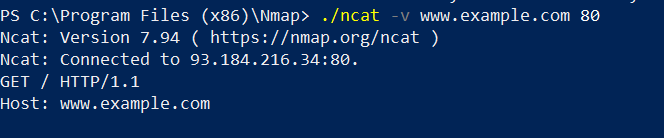 PS C:\Program Files (x86)\Nmap> ./ncat -v www.example.com 80
Ncat: Version 7.94 ( https://nmap.org/ncat )
Ncat: Connected to 93.184.216.34:80.
GET / HTTP/1.1
Host: www.example.com